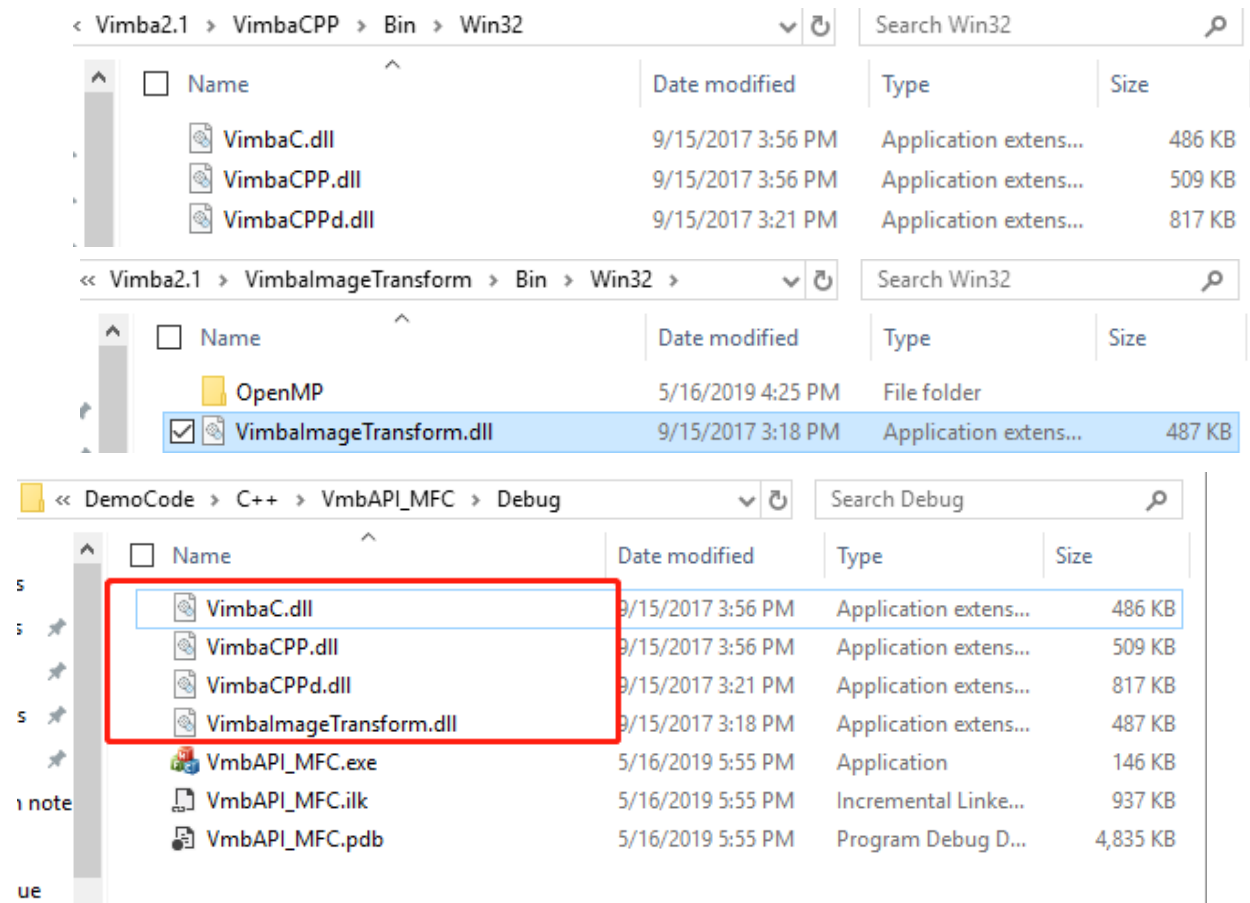 ‹ Vimba2.1 › VimbaCPP › Bin › Win32 Search Win32
Name Date modified Type Size
VimbaC.dll 9/15/2017 3:56 PM Application extens... 486 KB
VimbaCPP.dll 9/15/2017 3:56 PM Application extens... 509 KB
VimbaCPPd.dll 9/15/2017 3:21 PM Application extens... 817 KB
« Vimba2.1 › VimbaImageTransform › Bin › Win32 › Search Win32
Name Date modified Type Size
OpenMP 5/16/2019 4:25 PM File folder
VimbaImageTransform.dll 9/15/2017 3:18 PM Application extens... 487 KB
« DemoCode › C++ › VmbAPI_MFC › Debug Search Debug
Name Date modified Type Size
s
VimbaC.dll 9/15/2017 3:56 PM Application extens... 486 KB
s
VimbaCPP.dll 9/15/2017 3:56 PM Application extens... 509 KB
VimbaCPPd.dll 9/15/2017 3:21 PM Application extens... 817 KB
s
VimbaImageTransform.dll 9/15/2017 3:18 PM Application extens... 487 KB
VmbAPI_MFC.exe 5/16/2019 5:55 PM Application 146 KB
note
VmbAPI_MFC.ilk 5/16/2019 5:55 PM Incremental Linke... 937 KB
VmbAPI_MFC.pdb 5/16/2019 5:55 PM Program Debug D... 4,835 KB
ue